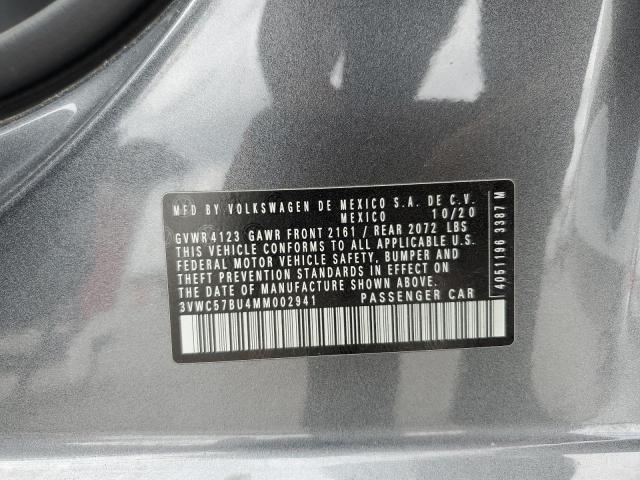 MFD BY VOLKSWAGEN DE MEXICO S.A. DE C.V.
MEXICO 10/20
GVWR 4123 GAWR FRONT 2161 / REAR 2072 LBS
THIS VEHICLE CONFORMS TO ALL APPLICABLE U.S.
FEDERAL MOTOR VEHICLE SAFETY, BUMPER AND
THEFT PREVENTION STANDARDS IN EFFECT ON
THE DATE OF MANUFACTURE SHOWN ABOVE
3VWC57BU4MM002941 PASSENGER CAR
4051196 3387 M